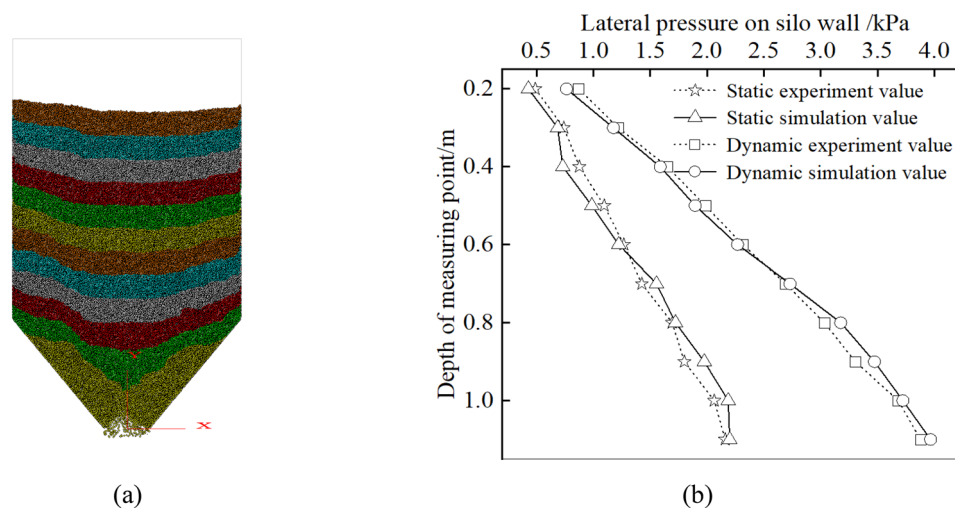 Lateral pressure on silo wall /kPa
0.5 1.0 1.5 2.0 2.5 3.0 3.5 4.0
0.2
0.4
0.6
0.8
1.0
Depth of measuring point/m
Static experiment value
Static simulation value
Dynamic experiment value
Dynamic simulation value
X
(a) (b)